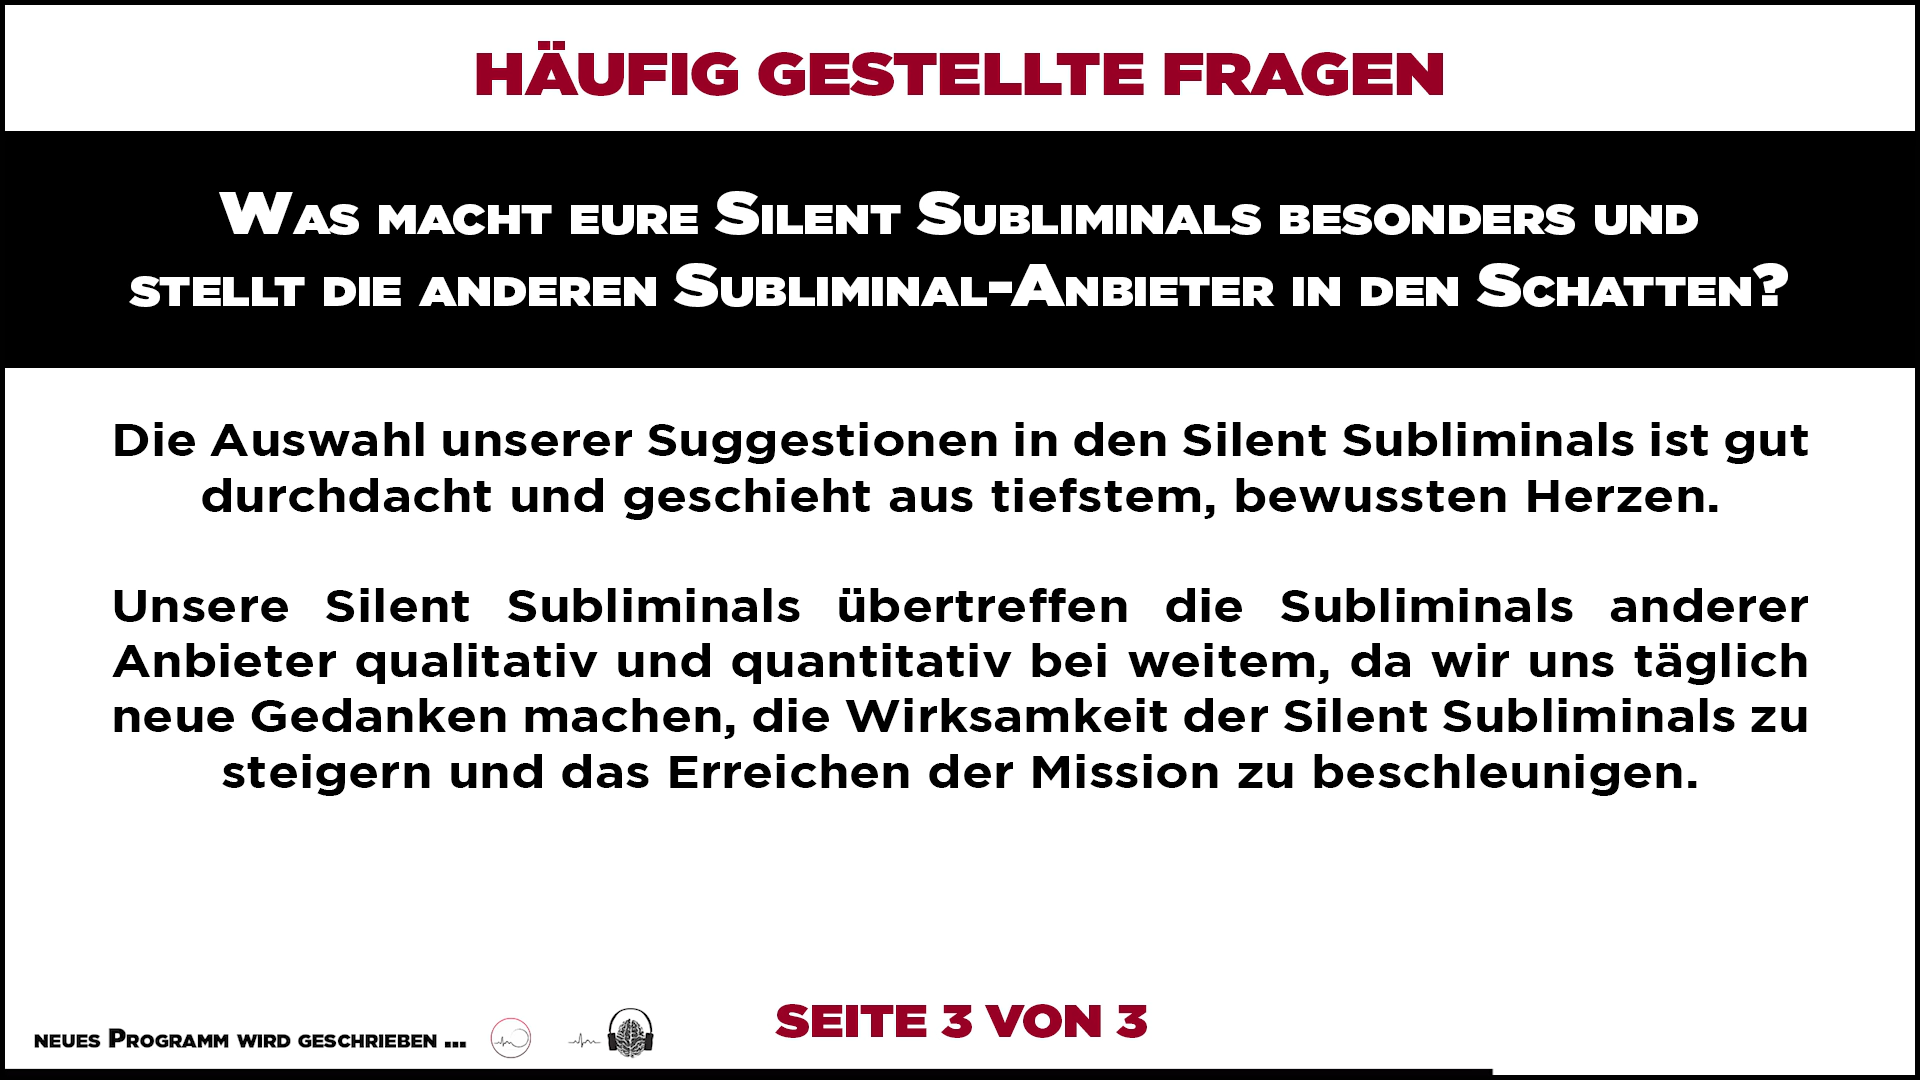 HÄUFIG GESTELLTE FRAGEN
Was macht eure Silent Subliminals besonders und
stellt die anderen Subliminal-Anbieter in den Schatten?
Die Auswahl unserer Suggestionen in den Silent Subliminals ist gut
durchdacht und geschieht aus tiefstem, bewussten Herzen.
Unsere Silent Subliminals übertreffen die Subliminals anderer
Anbieter qualitativ und quantitativ bei weitem, da wir uns täglich
neue Gedanken machen, die Wirksamkeit der Silent Subliminals zu
steigern und das Erreichen der Mission zu beschleunigen.
neues Programm wird geschrieben ...
SEITE 3 VON 3